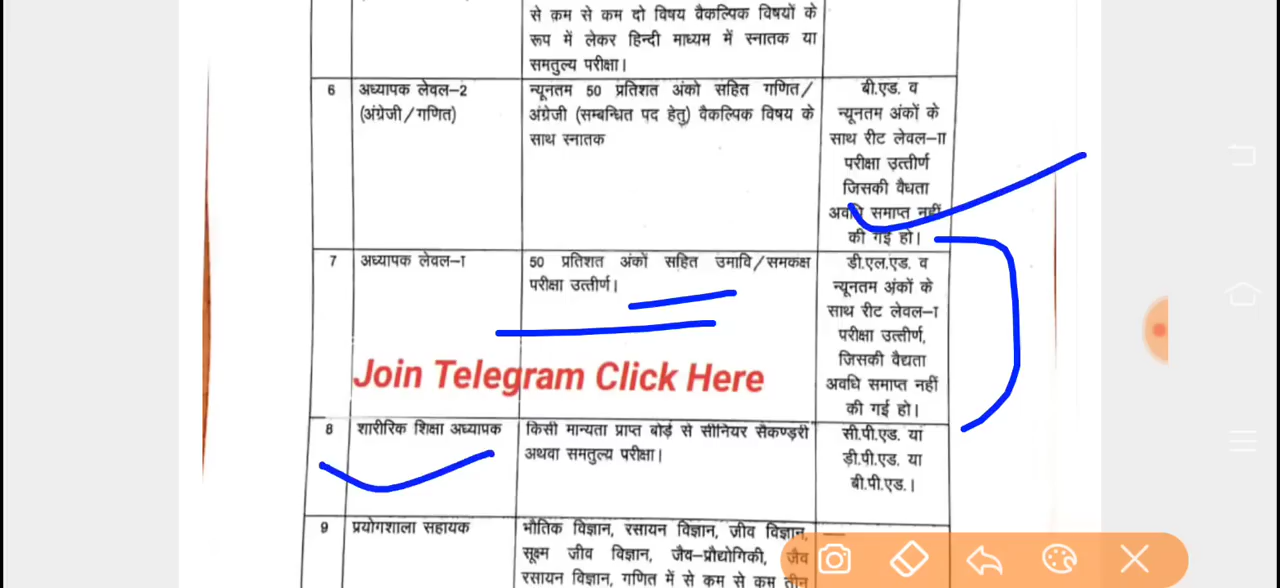 से कम से कम दो विषय वैकल्पिक विषयों के
रूप में लेकर हिन्दी माध्यम में स्नातक या
समतुल्य परीक्षा।
6
अध्यापक लेवल-2
(अंग्रेजी/गणित)
न्यूनतम 50 प्रतिशत अंको सहित गणित/
अंग्रेजी (सम्बन्धित पद हेतु) वैकल्पिक विषय के
साथ स्नातक
बी.एड. व
न्यूनतम अंकों के
साथ रीट लेवल-II
परीक्षा उत्तीर्ण
जिसकी वैधता
अवधि समाप्त नहीं
की गई हो।
7
अध्यापक लेवल-I
50 प्रतिशत अंकों सहित उमावि/समकक्ष
परीक्षा उत्तीर्ण।
डी.एल.एड. व
न्यूनतम अंकों के
साथ रीट लेवल-I
परीक्षा उत्तीर्ण,
जिसकी वैद्यता
अवधि समाप्त नहीं
की गई हो।
Join Telegram Click Here
8
शारीरिक शिक्षा अध्यापक
किसी मान्यता प्राप्त बोर्ड से सीनियर सैकण्डरी
अथवा समतुल्य परीक्षा।
सी.पी.एड. या
डी.पी.एड. या
बी.पी.एड.।
9
प्रयोगशाला सहायक
भौतिक विज्ञान, रसायन विज्ञान, जीव विज्ञान,
सूक्ष्म जीव विज्ञान, जैव-प्रौद्योगिकी, जैव
रसायन विज्ञान, गणित में से कम से कम तीन